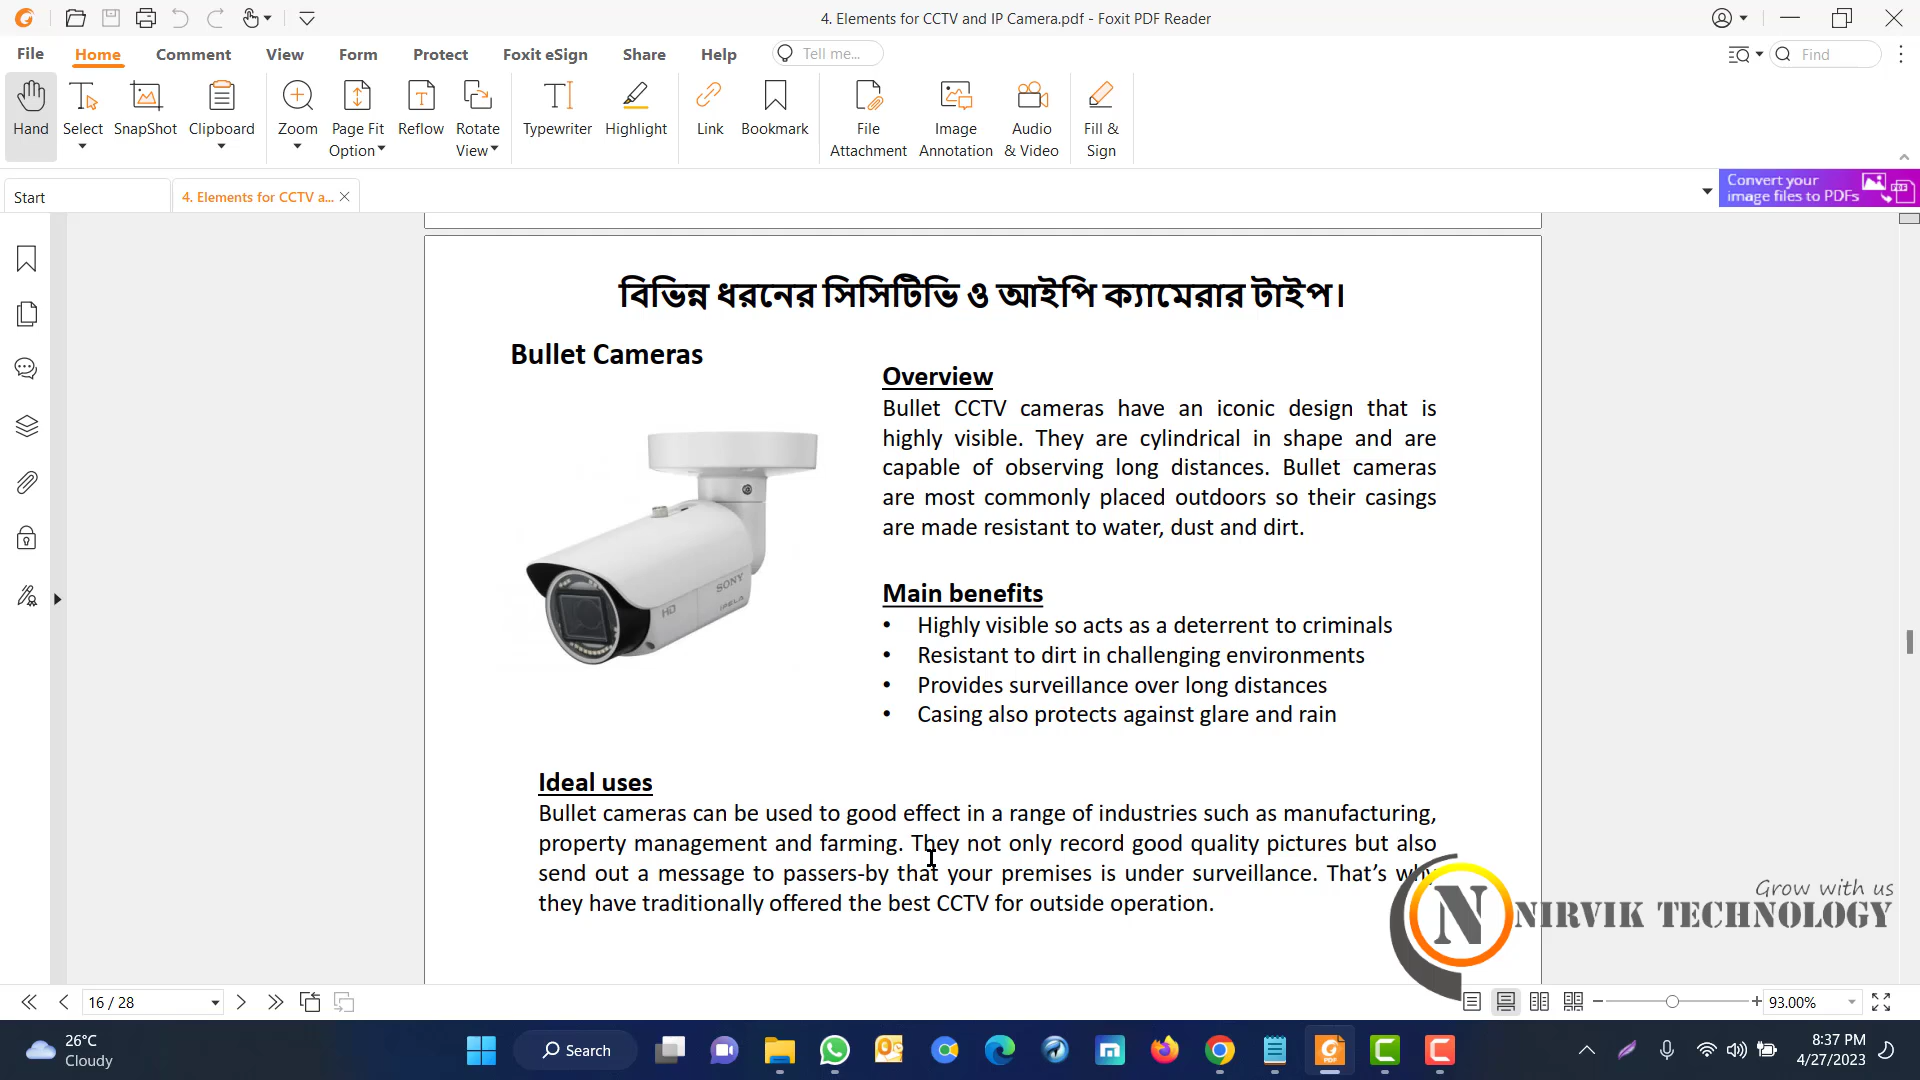 4. Elements for CCTV and IP Camera.pdf - Foxit PDF Reader
File Home Comment View Form Protect Foxit eSign Share Help Tell me... Find
Hand Select SnapShot Clipboard Zoom Page Fit Option Reflow Rotate View Typewriter Highlight Link Bookmark File Attachment Image Annotation Audio & Video Fill & Sign
Start 4. Elements for CCTV a...
Convert your
image files to PDFs
PDF
বিভিন্ন ধরনের সিসিটিভি ও আইপি ক্যামেরার টাইপ।
Bullet Cameras
SONY
HD
IPELA
Overview
Bullet CCTV cameras have an iconic design that is
highly visible. They are cylindrical in shape and are
capable of observing long distances. Bullet cameras
are most commonly placed outdoors so their casings
are made resistant to water, dust and dirt.
Main benefits
• Highly visible so acts as a deterrent to criminals
• Resistant to dirt in challenging environments
• Provides surveillance over long distances
• Casing also protects against glare and rain
Ideal uses
Bullet cameras can be used to good effect in a range of industries such as manufacturing,
property management and farming. They not only record good quality pictures but also
send out a message to passers-by that your premises is under surveillance. That's why
they have traditionally offered the best CCTV for outside operation.
Grow with us
N NIRVIK TECHNOLOGY
16 / 28
93.00%
26°C
Cloudy
Search
8:37 PM
4/27/2023